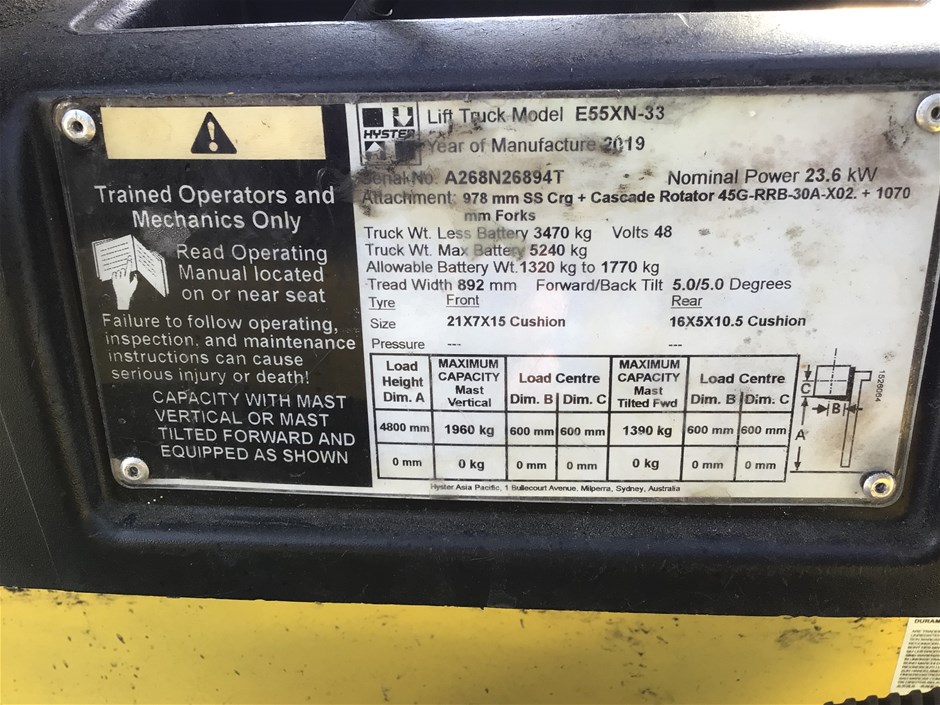 Trained Operators and
Mechanics Only
Read Operating
Manual located
on or near seat
Failure to follow operating,
inspection, and maintenance
instructions can cause
serious injury or death!
CAPACITY WITH MAST
VERTICAL OR MAST
TILTED FORWARD AND
EQUIPPED AS SHOWN
HYSTER
Lift Truck Model E55XN-33
Year of Manufacture 2019
Serial No. A268N26894T Nominal Power 23.6 kW
Attachment: 978 mm SS Crg + Cascade Rotator 45G-RRB-30A-X02. + 1070
mm Forks
Truck Wt. Less Battery 3470 kg Volts 48
Truck Wt. Max Battery 5240 kg
Allowable Battery Wt. 1320 kg to 1770 kg
Tread Width 892 mm Forward/Back Tilt 5.0/5.0 Degrees
Tyre Front Rear
Size 21X7X15 Cushion 16X5X10.5 Cushion
Pressure --- ---
Load Height Dim. A MAXIMUM CAPACITY Mast Vertical Load Centre Dim. B Dim. C MAXIMUM CAPACITY Mast Tilted Fwd Load Centre Dim. B Dim. C
4800 mm 1960 kg 600 mm 600 mm 1390 kg 600 mm 600 mm
0 mm 0 kg 0 mm 0 mm 0 kg 0 mm 0 mm
C
B
A
1626064
Hyster Asia Pacific, 1 Bullecourt Avenue, Milperra, Sydney, Australia